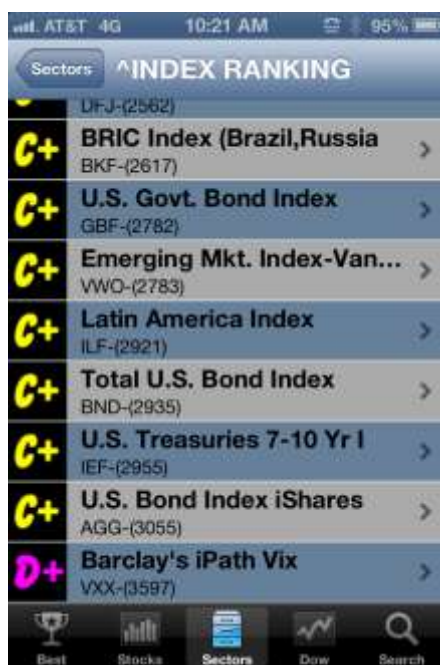 AT&T 4G 10:21 AM 95%
Sectors ^INDEX RANKING
DFJ-(2562)
C+ BRIC Index (Brazil,Russia
BKF-(2617)
C+ U.S. Govt. Bond Index
GBF-(2782)
C+ Emerging Mkt. Index-Van...
VWO-(2783)
C+ Latin America Index
ILF-(2921)
C+ Total U.S. Bond Index
BND-(2935)
C+ U.S. Treasuries 7-10 Yr I
IEF-(2955)
C+ U.S. Bond Index iShares
AGG-(3055)
D+ Barclay's iPath Vix
VXX-(3597)
Best Stocks Sectors Dow Search